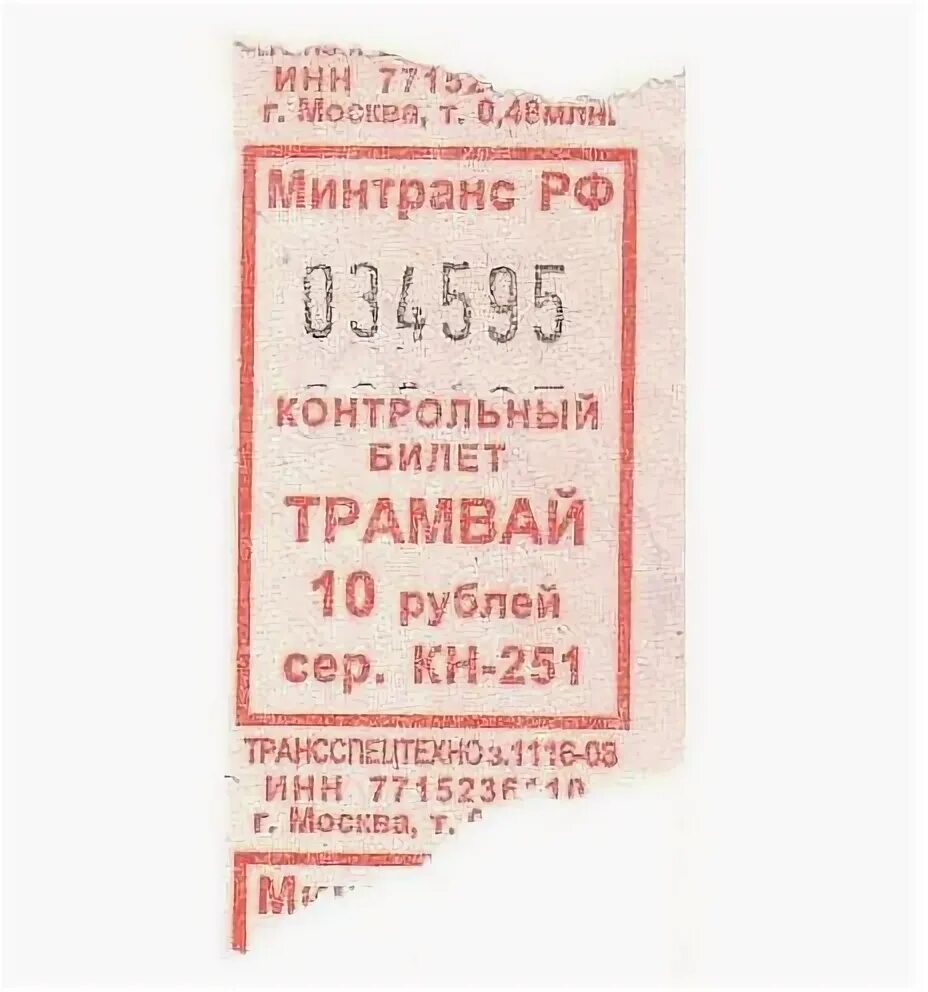 ИНН 77152
г. Москва, т. 0,48млн.
Минтранс РФ
034595
КОНТРОЛЬНЫЙ
БИЛЕТ
ТРАМВАЙ
10 рублей
сер. КН-251
ТРАНССПЕЦТЕХНО з.1116-08
ИНН
г. Москва, т.